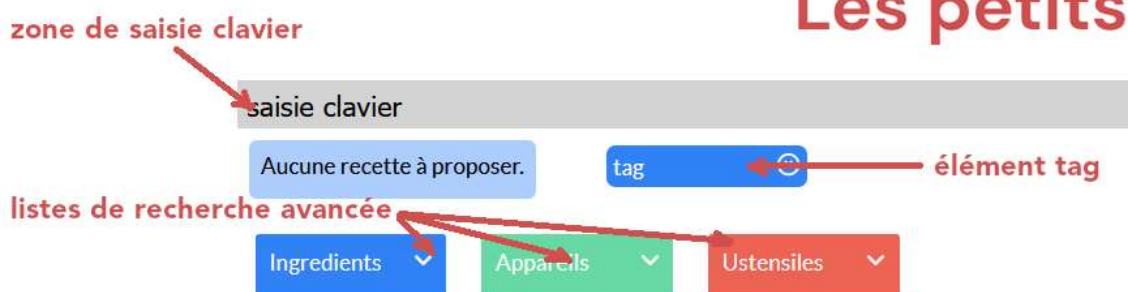 Les petits
zone de saisie clavier
saisie clavier
Aucune recette à proposer.
tag
élément tag
listes de recherche avancée
Ingredients
Appareils
Ustensiles